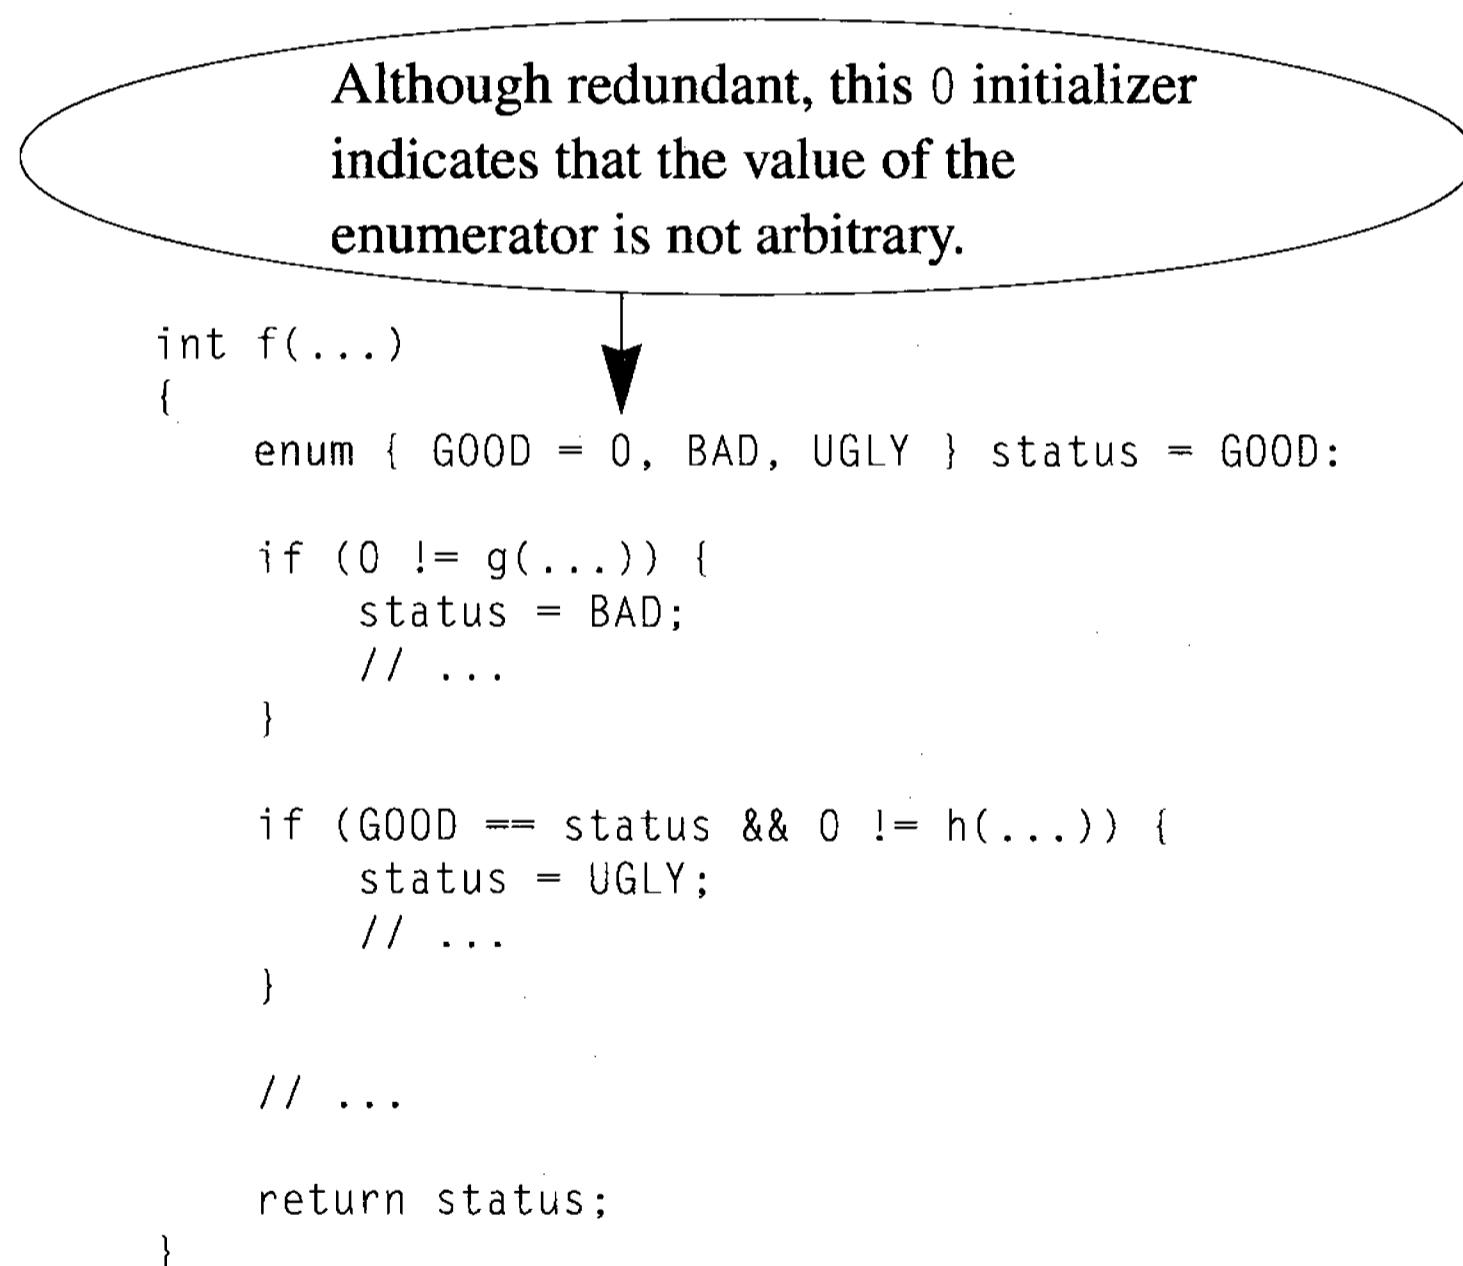 Although redundant, this 0 initializer
indicates that the value of the
enumerator is not arbitrary.
int f(...)
{
enum { GOOD = 0, BAD, UGLY } status = GOOD:
if (0 != g(...)) {
status = BAD;
// ...
}
if (GOOD == status && 0 != h(...)) {
status = UGLY;
// ...
}
// ...
return status;
}